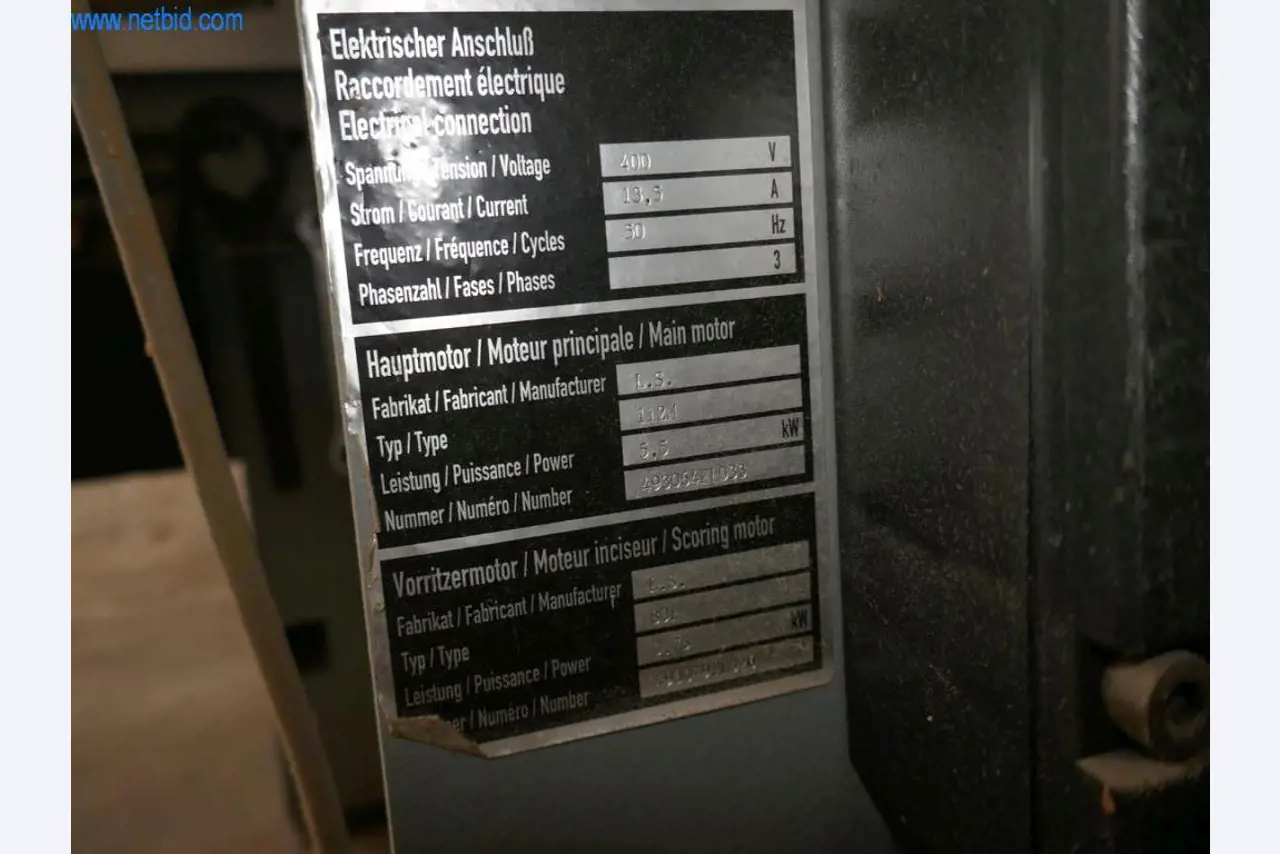 www.netbid.com
Elektrischer Anschluß
Raccordement électrique
Electrical connection
Spannung / Tension / Voltage 400 V
Strom / Courant / Current 13,5 A
Frequenz / Fréquence / Cycles 50 Hz
Phasenzahl / Fases / Phases 3
Hauptmotor / Moteur principale / Main motor
Fabrikat / Fabricant / Manufacturer L.S.
Typ / Type
Leistung / Puissance / Power 5,5 kW
Nummer / Numéro / Number
Vorritzermotor / Moteur inciseur / Scoring motor
Fabrikat / Fabricant / Manufacturer L.S.
Typ / Type
Leistung / Puissance / Power kW
/ Numéro / Number